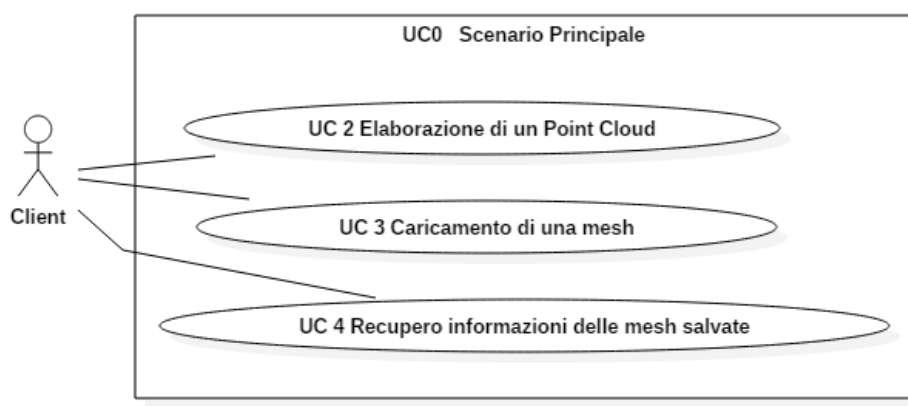 UC0 Scenario Principale
UC 2 Elaborazione di un Point Cloud
Client
UC 3 Caricamento di una mesh
UC 4 Recupero informazioni delle mesh salvate